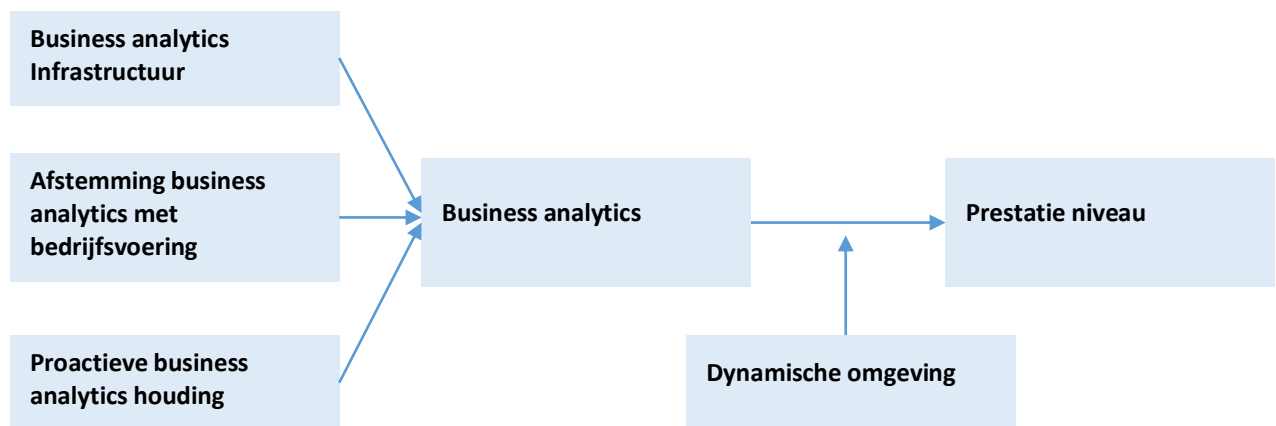 Business analytics
Infrastructuur
Afstemming business
analytics met
bedrijfsvoering
Business analytics
Prestatie niveau
Proactieve business
analytics houding
Dynamische omgeving